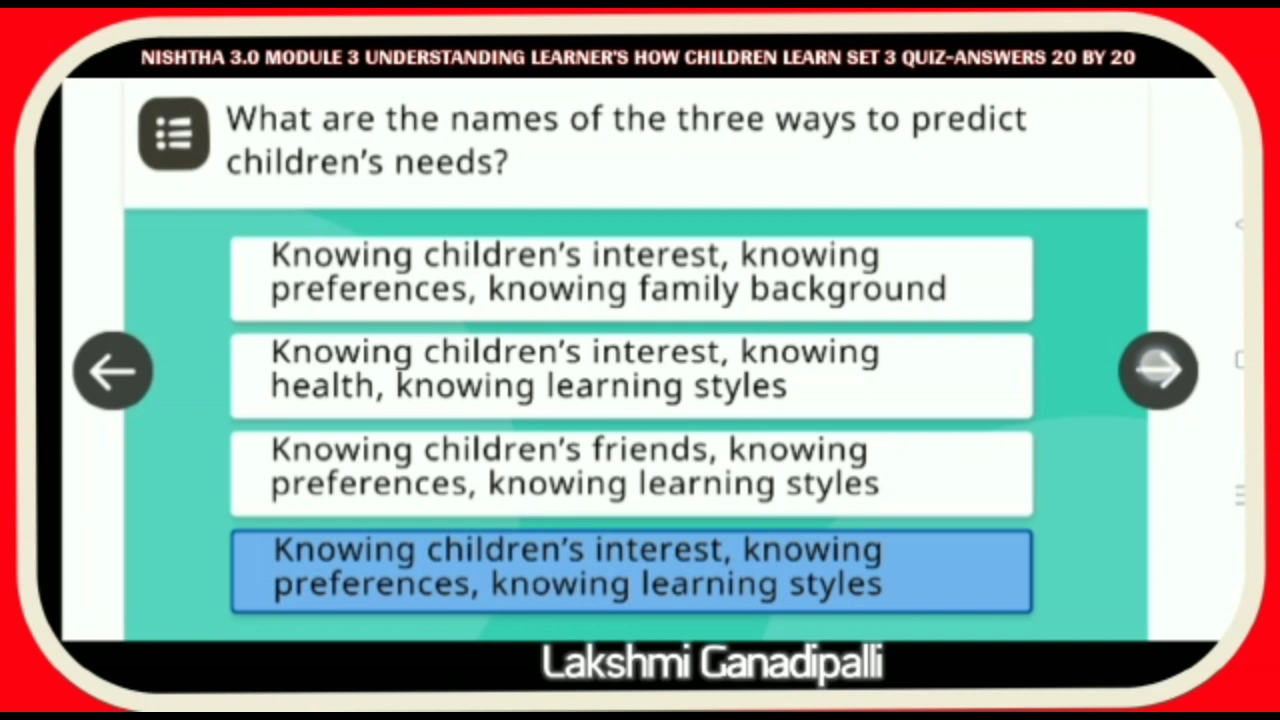 NISHTHA 3.0 MODULE 3 UNDERSTANDING LEARNER'S HOW CHILDREN LEARN SET 3 QUIZ-ANSWERS 20 BY 20
What are the names of the three ways to predict
children's needs?
Knowing children's interest, knowing
preferences, knowing family background
Knowing children's interest, knowing
health, knowing learning styles
Knowing children's friends, knowing
preferences, knowing learning styles
Knowing children's interest, knowing
preferences, knowing learning styles
Lakshmi Ganadipalli